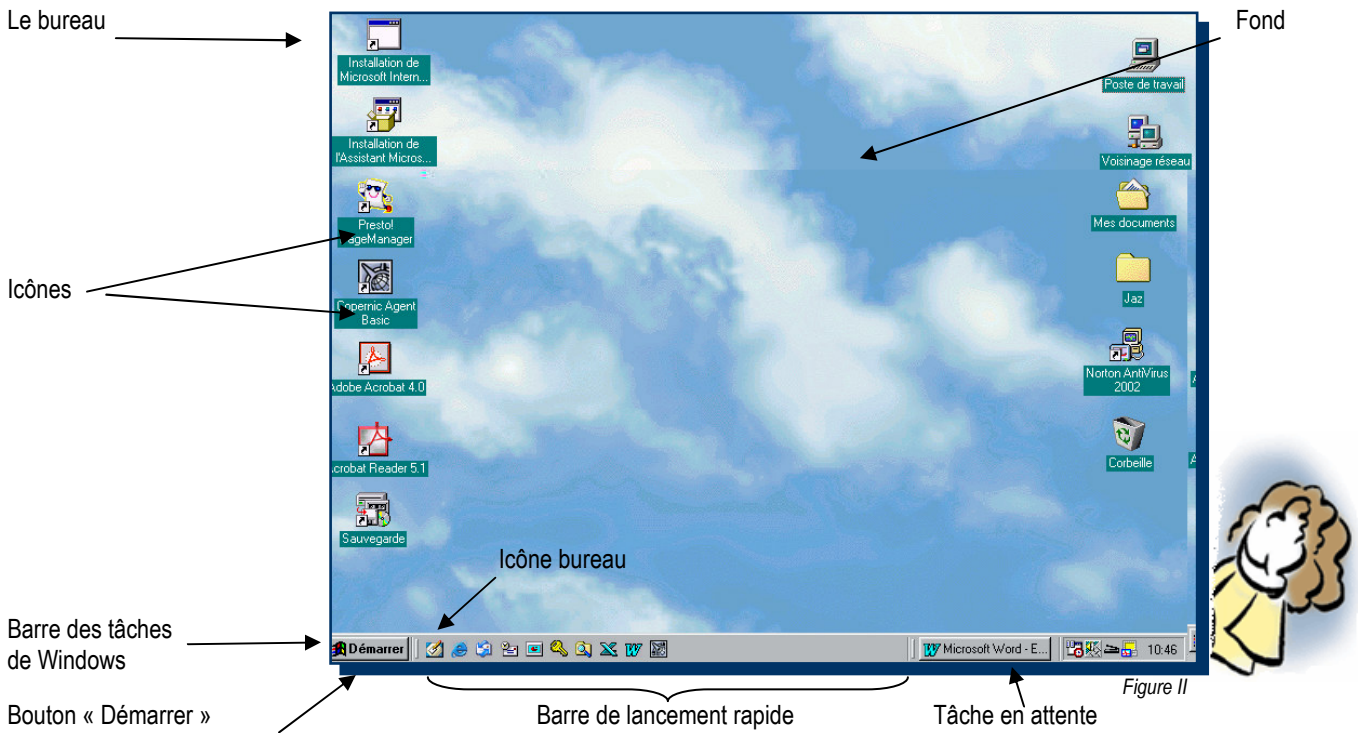 Le bureau
Fond
Installation de
Microsoft Intern...
Poste de travail
Installation de
l'Assistant Micros...
Voisinage réseau
Presto!
ageManager
Mes documents
Icônes
Copernic Agent
Basic
Jaz
Adobe Acrobat 4.0
Norton AntiVirus
2002
Acrobat Reader 5.1
Corbeille
Sauvegarde
Icône bureau
Barre des tâches
de Windows
Démarrer
Microsoft Word - E...
10:46
Figure II
Bouton « Démarrer »
Barre de lancement rapide
Tâche en attente